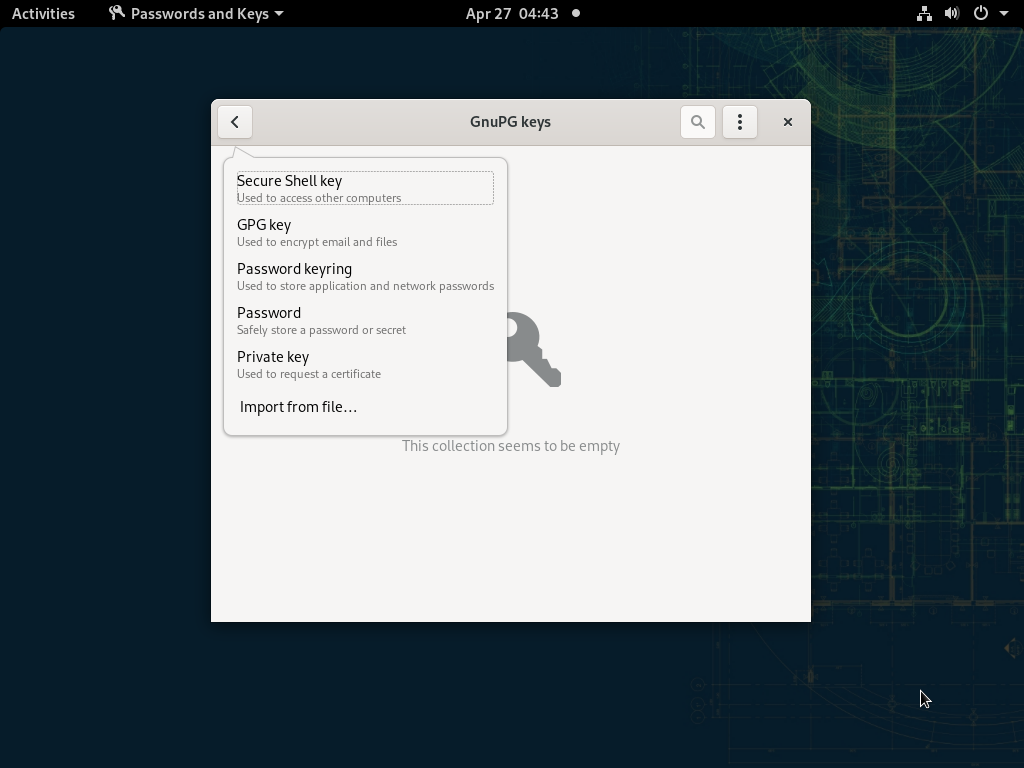 Activities
Passwords and Keys
Apr 27 04:43
GnuPG keys
Secure Shell key
Used to access other computers
GPG key
Used to encrypt email and files
Password keyring
Used to store application and network passwords
Password
Safely store a password or secret
Private key
Used to request a certificate
Import from file…
This collection seems to be empty